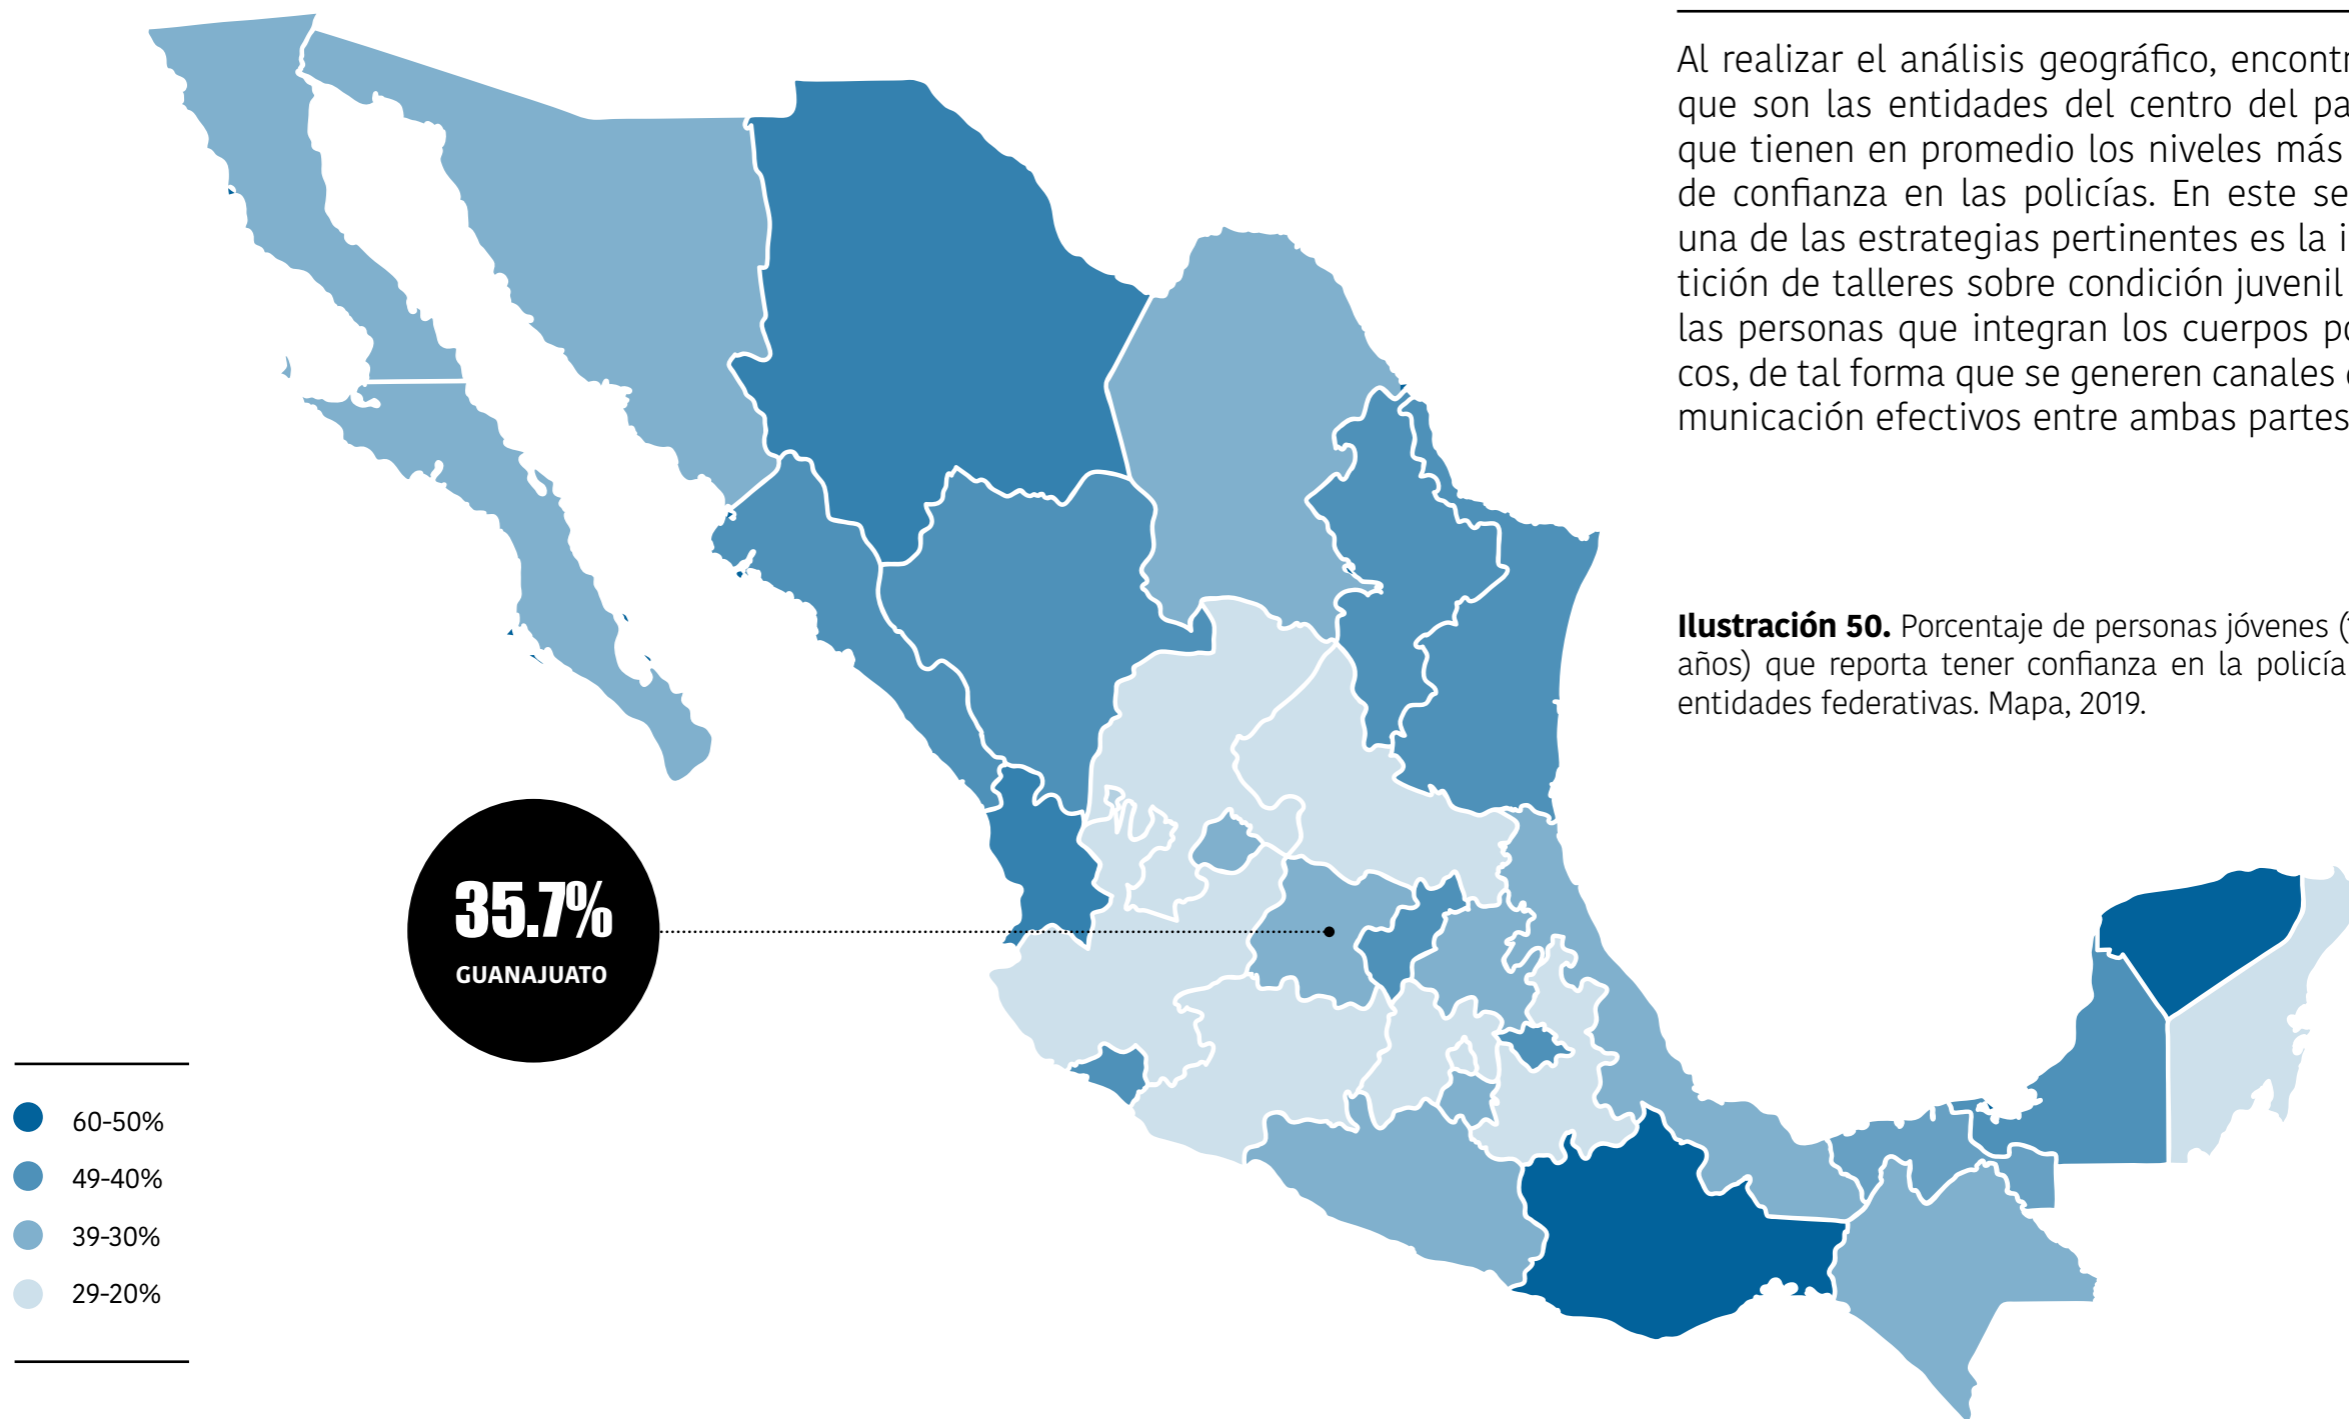 Al realizar el análisis geográfico,
que son las entidades del centro del
que tienen en promedio los niveles más
de confianza en las policías. En este
una de las estrategias pertinentes es la
tición de talleres sobre condición juvenil
las personas que integran los cuerpos
cos, de tal forma que se generen canales
municación efectivos entre ambas partes
Ilustración 50. Porcentaje de personas jóvenes
años) que reporta tener confianza en la policía
entidades federativas. Mapa, 2019.
35.7%
GUANAJUATO
60-50%
49-40%
39-30%
29-20%